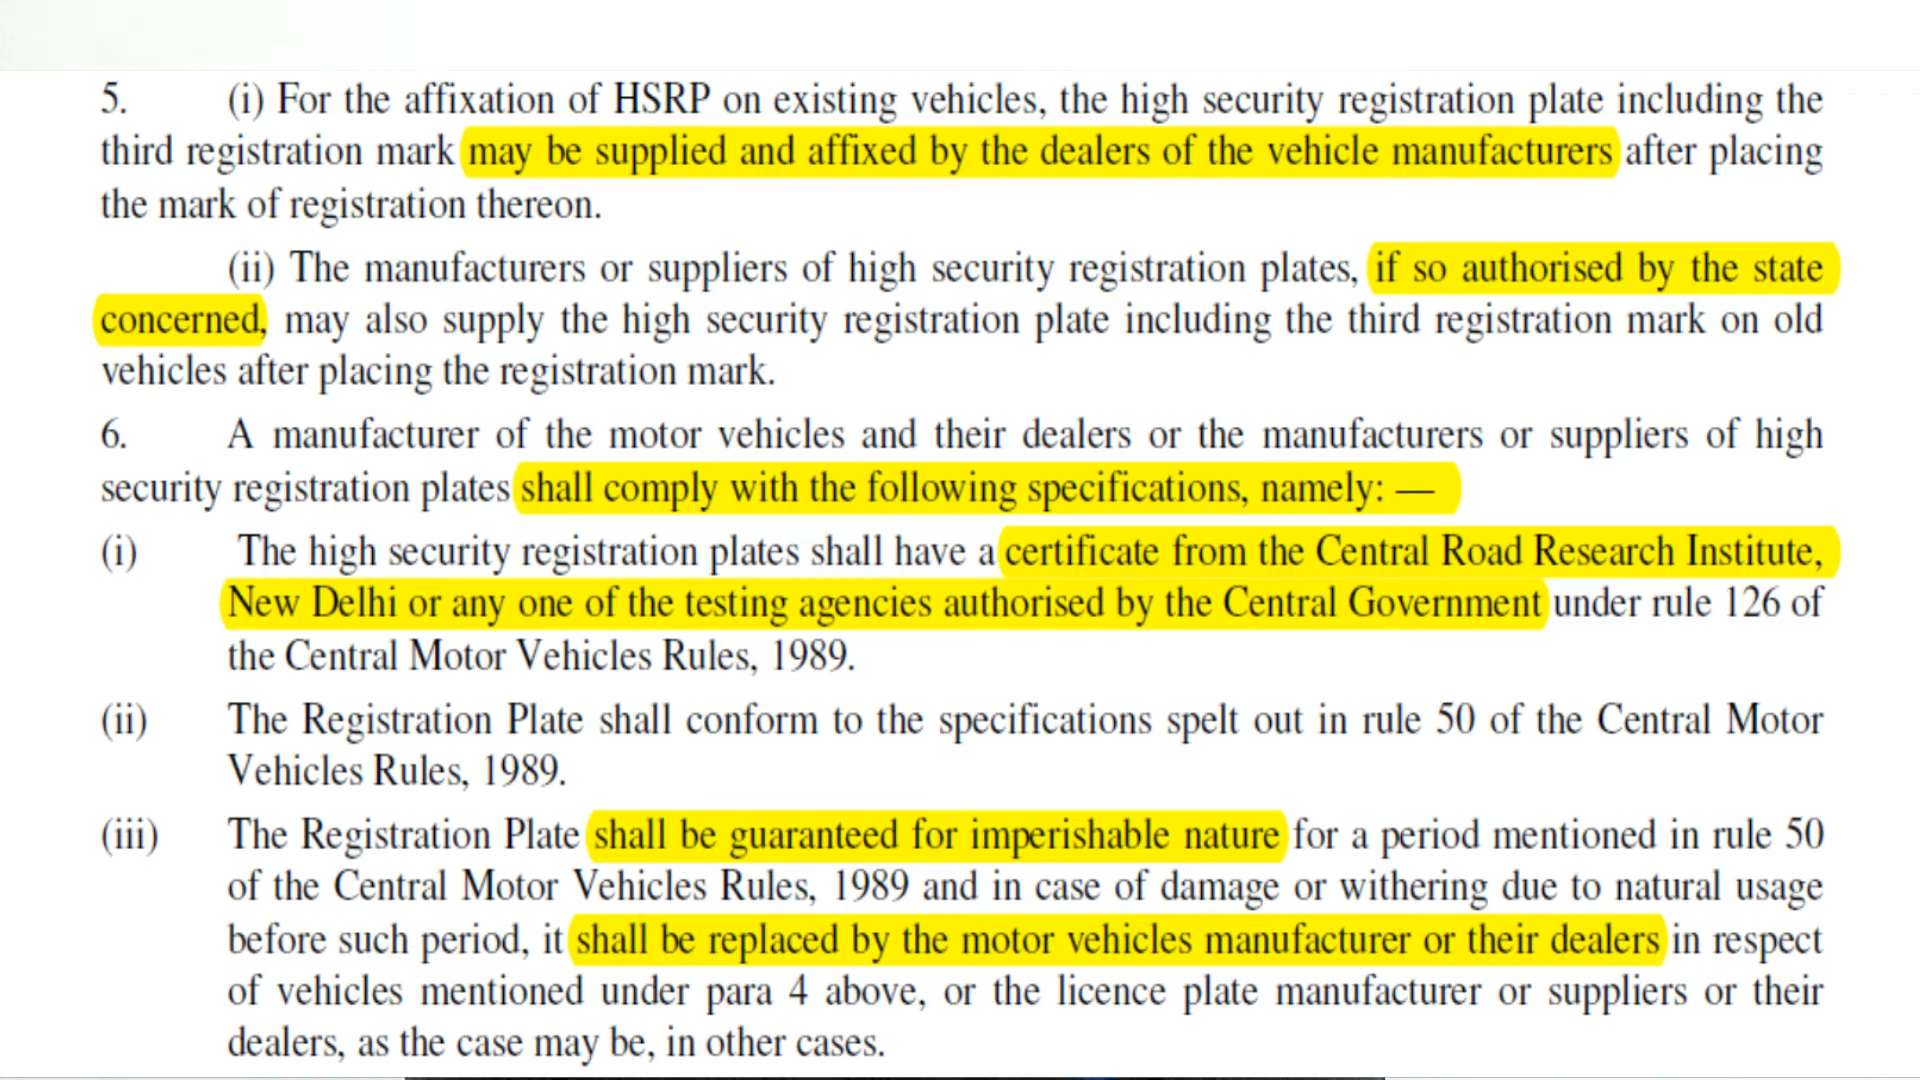 5. (i) For the affixation of HSRP on existing vehicles, the high security registration plate including the
third registration mark may be supplied and affixed by the dealers of the vehicle manufacturers after placing
the mark of registration thereon.
(ii) The manufacturers or suppliers of high security registration plates, if so authorised by the state
concerned, may also supply the high security registration plate including the third registration mark on old
vehicles after placing the registration mark.
6. A manufacturer of the motor vehicles and their dealers or the manufacturers or suppliers of high
security registration plates shall comply with the following specifications, namely: —
(i) The high security registration plates shall have a certificate from the Central Road Research Institute,
New Delhi or any one of the testing agencies authorised by the Central Government under rule 126 of
the Central Motor Vehicles Rules, 1989.
(ii) The Registration Plate shall conform to the specifications spelt out in rule 50 of the Central Motor
Vehicles Rules, 1989.
(iii) The Registration Plate shall be guaranteed for imperishable nature for a period mentioned in rule 50
of the Central Motor Vehicles Rules, 1989 and in case of damage or withering due to natural usage
before such period, it shall be replaced by the motor vehicles manufacturer or their dealers in respect
of vehicles mentioned under para 4 above, or the licence plate manufacturer or suppliers or their
dealers, as the case may be, in other cases.